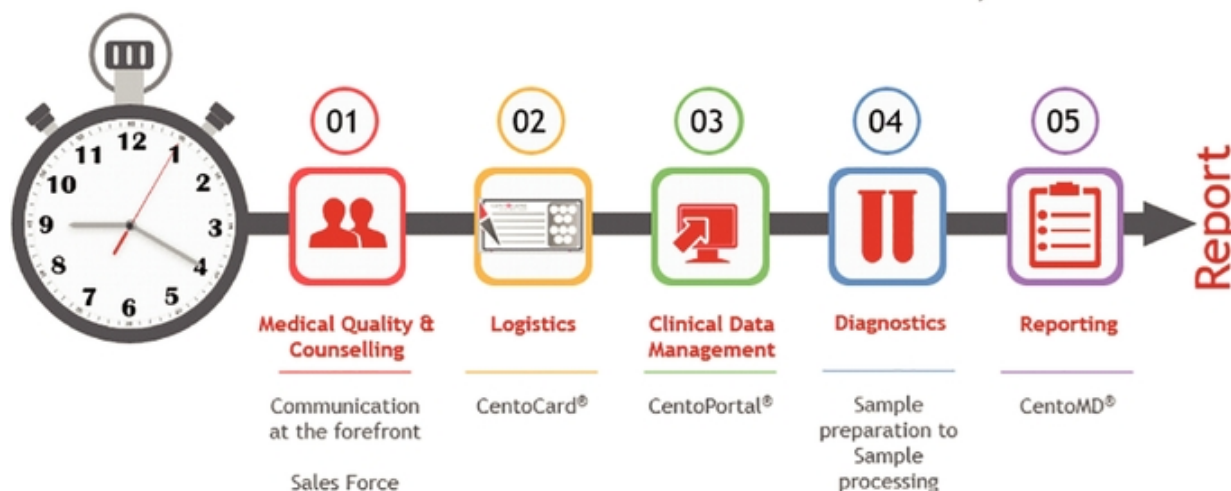 12
11
1
10
2
9
3
8
4
7
5
6
01
02
03
04
05
Medical Quality &
Counselling
Logistics
Clinical Data
Management
Diagnostics
Reporting
Communication
at the forefront
Sales Force
CentoCard®
CentoPortal®
Sample
preparation to
Sample
processing
CentoMD®
Report